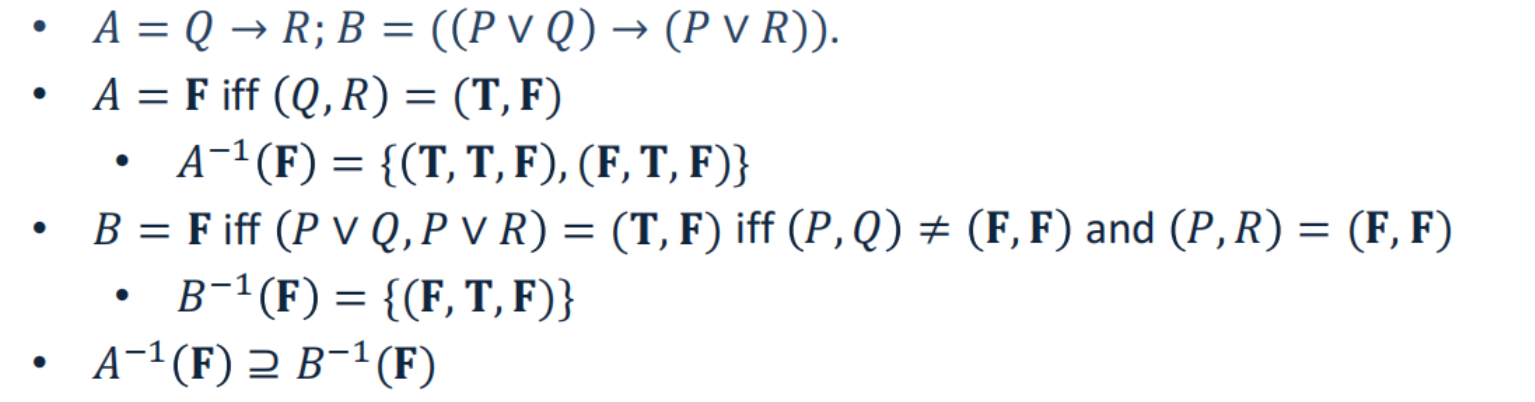 • A = Q → R; B = ((P ∨ Q) → (P ∨ R)).
• A = F iff (Q, R) = (T, F)
• A⁻¹(F) = {(T, T, F), (F, T, F)}
• B = F iff (P ∨ Q, P ∨ R) = (T, F) iff (P, Q) ≠ (F, F) and (P, R) = (F, F)
• B⁻¹(F) = {(F, T, F)}
• A⁻¹(F) ⊇ B⁻¹(F)